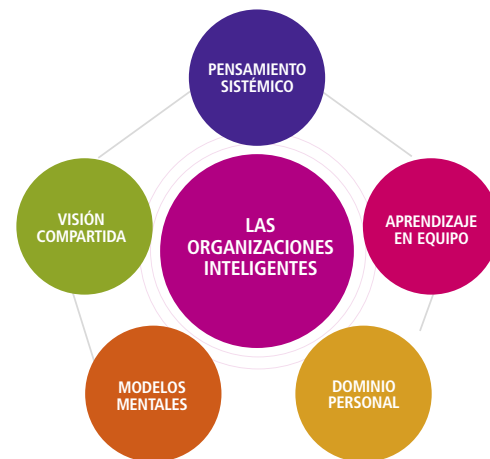 PENSAMIENTO
SISTÉMICO
VISIÓN
COMPARTIDA
LAS
ORGANIZACIONES
INTELIGENTES
APRENDIZAJE
EN EQUIPO
MODELOS
MENTALES
DOMINIO
PERSONAL